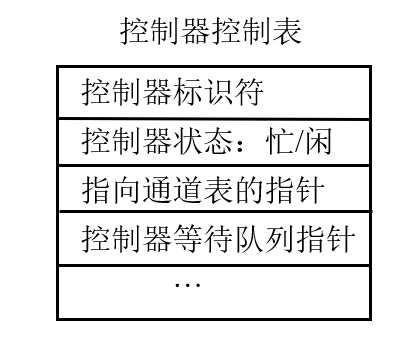 控制器控制表
控制器标识符
控制器状态：忙/闲
指向通道表的指针
控制器等待队列指针
…